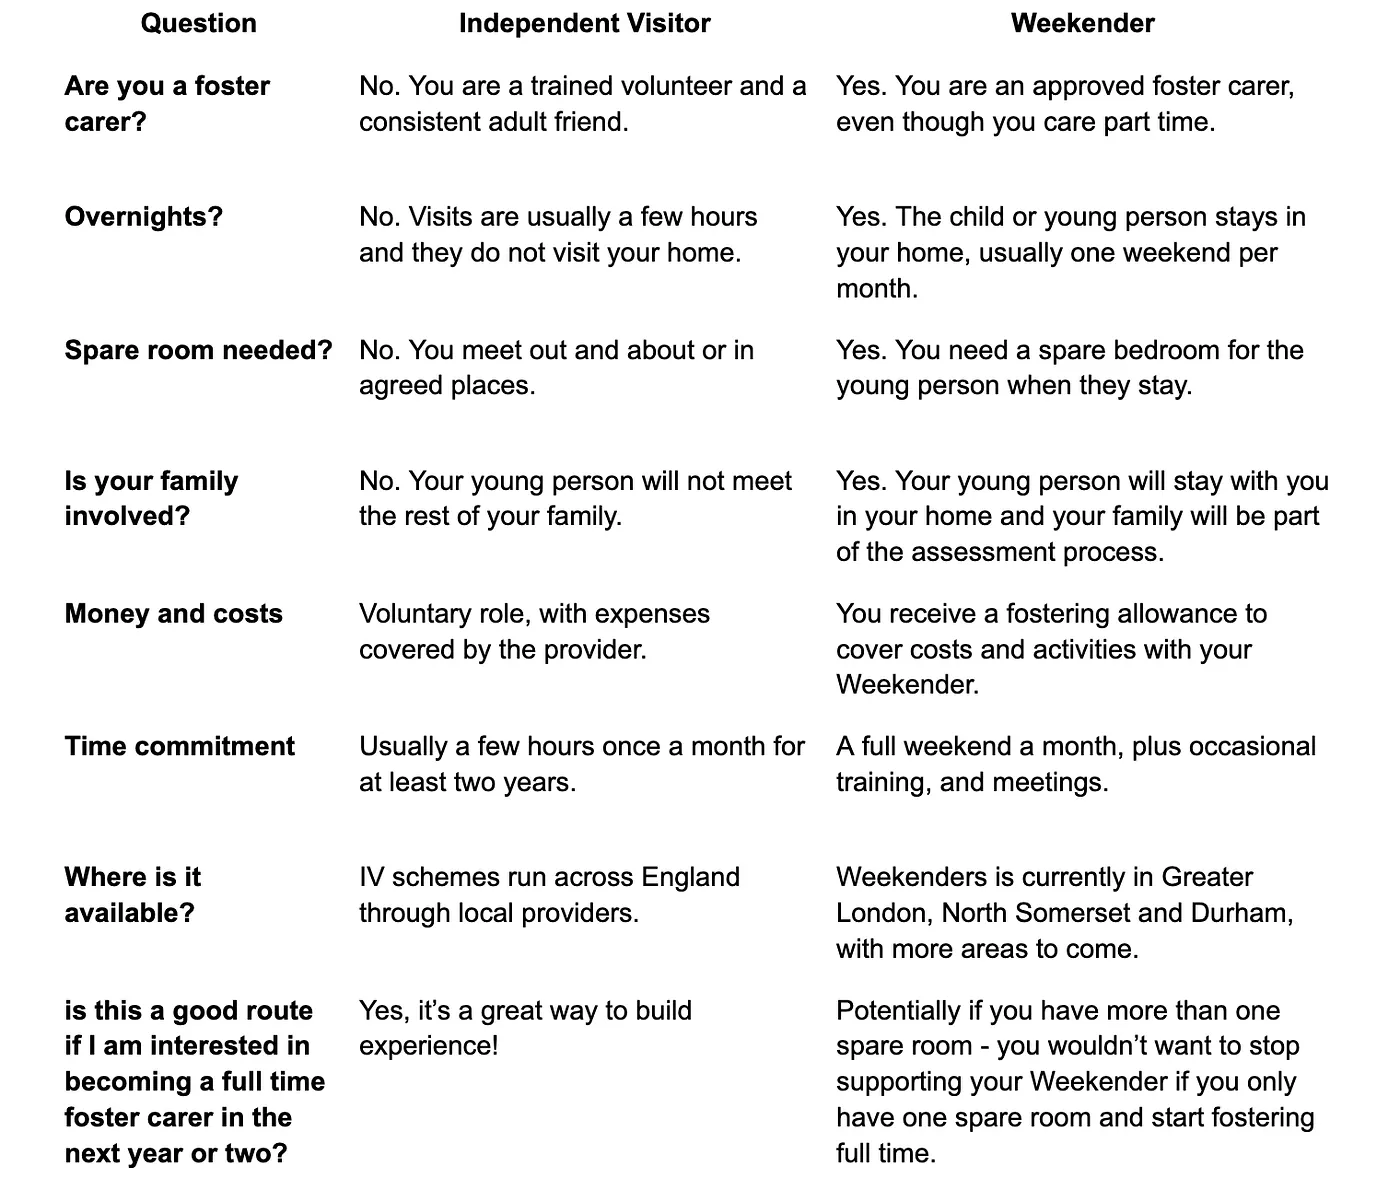 Question Independent Visitor Weekender
Are you a foster
carer?
No. You are a trained volunteer and a
consistent adult friend.
Yes. You are an approved foster carer,
even though you care part time.
Overnights?
No. Visits are usually a few hours
and they do not visit your home.
Yes. The child or young person stays in
your home, usually one weekend per
month.
Spare room needed?
No. You meet out and about or in
agreed places.
Yes. You need a spare bedroom for the
young person when they stay.
Is your family
involved?
No. Your young person will not meet
the rest of your family.
Yes. Your young person will stay with you
in your home and your family will be part
of the assessment process.
Money and costs
Voluntary role, with expenses
covered by the provider.
You receive a fostering allowance to
cover costs and activities with your
Weekender.
Time commitment
Usually a few hours once a month for
at least two years.
A full weekend a month, plus occasional
training, and meetings.
Where is it
available?
IV schemes run across England
through local providers.
Weekenders is currently in Greater
London, North Somerset and Durham,
with more areas to come.
is this a good route
if I am interested in
becoming a full time
foster carer in the
next year or two?
Yes, it’s a great way to build
experience!
Potentially if you have more than one
spare room - you wouldn’t want to stop
supporting your Weekender if you only
have one spare room and start fostering
full time.